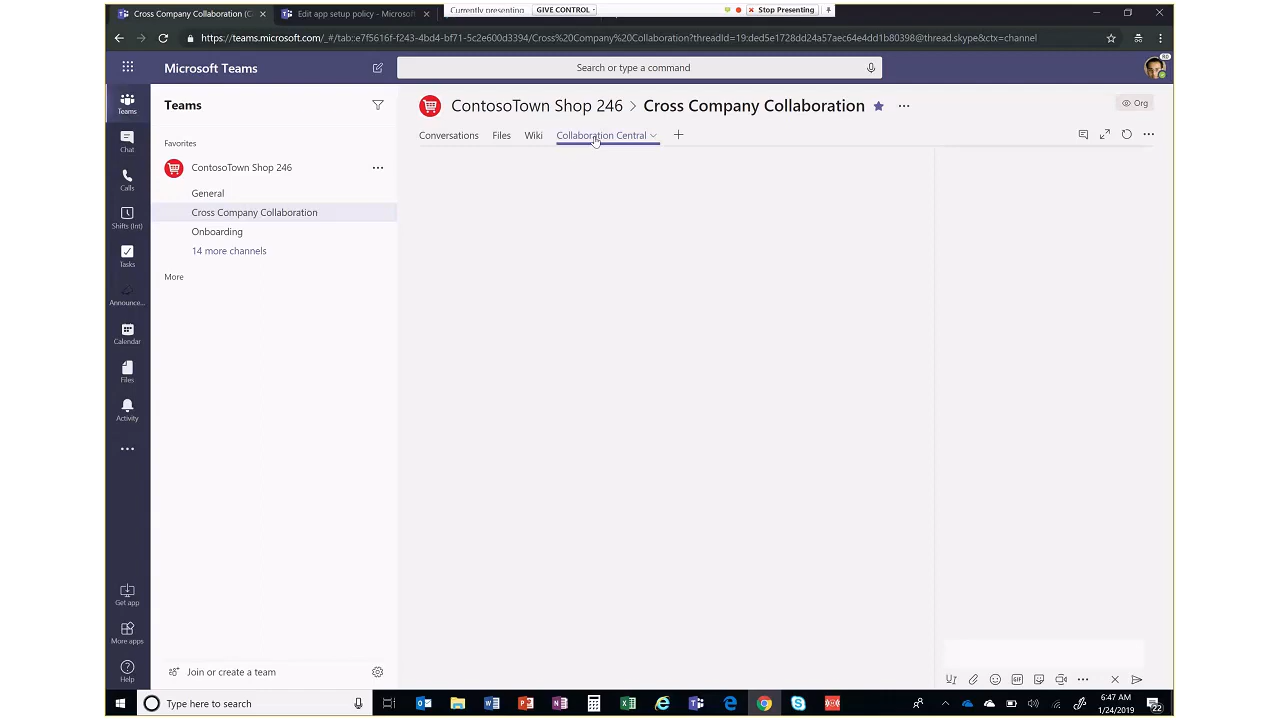 Cross Company Collaboration (C
Edit app setup policy - Microsoft
Currently presenting
GIVE CONTROL
Stop Presenting
https://teams.microsoft.com/_#/tab::e7f5616f-f243-4bd4-bf71-5c2e600d3394/Cross%20Company%20Collaboration?threadId=19:ded5e1728dd24a57aec64e4dd1b80398@thread.skype&ctx=channel
Microsoft Teams
Search or type a command
Teams
Chat
Calls
Shifts (Int)
Tasks
Announce...
Calendar
Files
Activity
Get app
More apps
Help
Teams
Favorites
ContosoTown Shop 246
General
Cross Company Collaboration
Onboarding
14 more channels
More
Join or create a team
ContosoTown Shop 246 > Cross Company Collaboration
Org
Conversations Files Wiki Collaboration Central
GIF
Type here to search
6:47 AM
1/24/2019
22